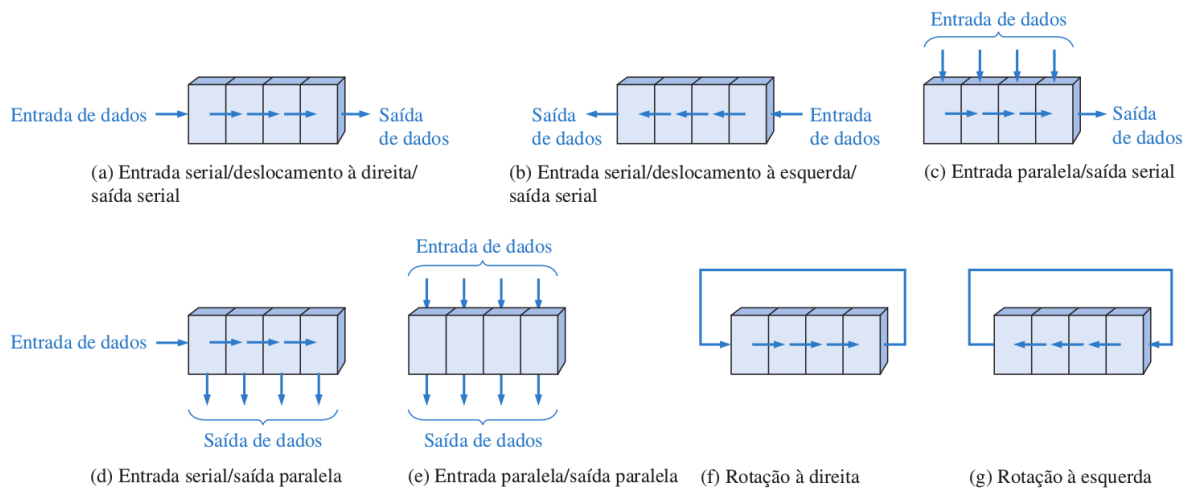 Entrada de dados
Saída
de dados
(a) Entrada serial/deslocamento à direita/
saída serial
Saída
de dados
Entrada
de dados
(b) Entrada serial/deslocamento à esquerda/
saída serial
Entrada de dados
Saída
de dados
(c) Entrada paralela/saída serial
Entrada de dados
Saída de dados
(d) Entrada serial/saída paralela
Entrada de dados
Saída de dados
(e) Entrada paralela/saída paralela
(f) Rotação à direita
(g) Rotação à esquerda